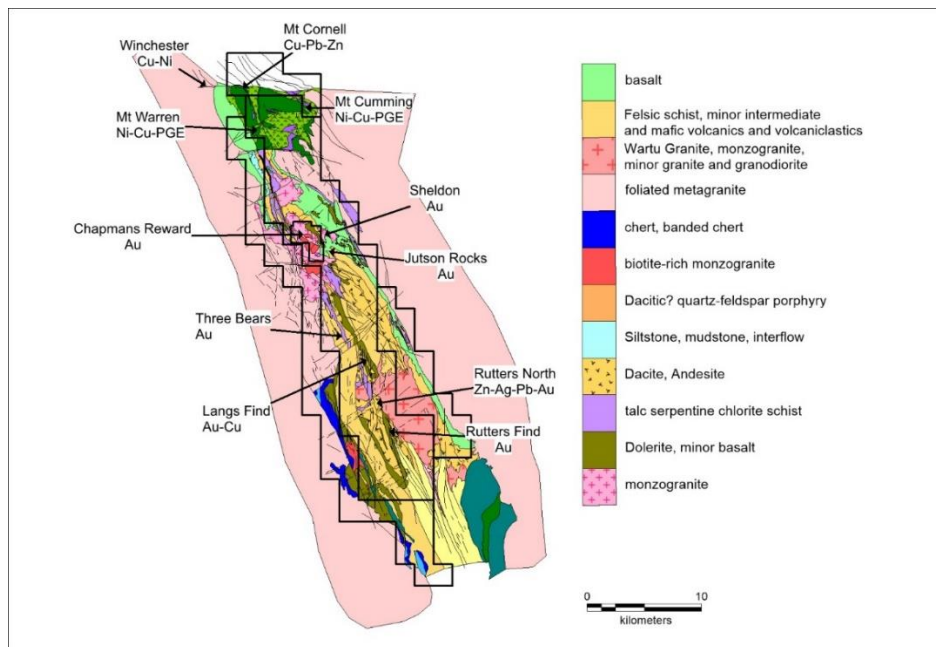 Mt Cornell
Cu-Pb-Zn
Winchester
Cu-Ni
Mt Cumming
Ni-Cu-PGE
Mt Warren
Ni-Cu-PGE
Sheldon
Au
Chapmans Reward
Au
Jutson Rocks
Au
Three Bears
Au
Rutters North
Zn-Ag-Pb-Au
Langs Find
Au-Cu
Rutters Find
Au
basalt
Felsic schist, minor intermediate
and mafic volcanics and volcaniclastics
Wartu Granite, monzogranite,
minor granite and granodiorite
foliated metagranite
chert, banded chert
biotite-rich monzogranite
Dacitic? quartz-feldspar porphyry
Siltstone, mudstone, interflow
Dacite, Andesite
talc serpentine chlorite schist
Dolerite, minor basalt
monzogranite
0 10
kilometers